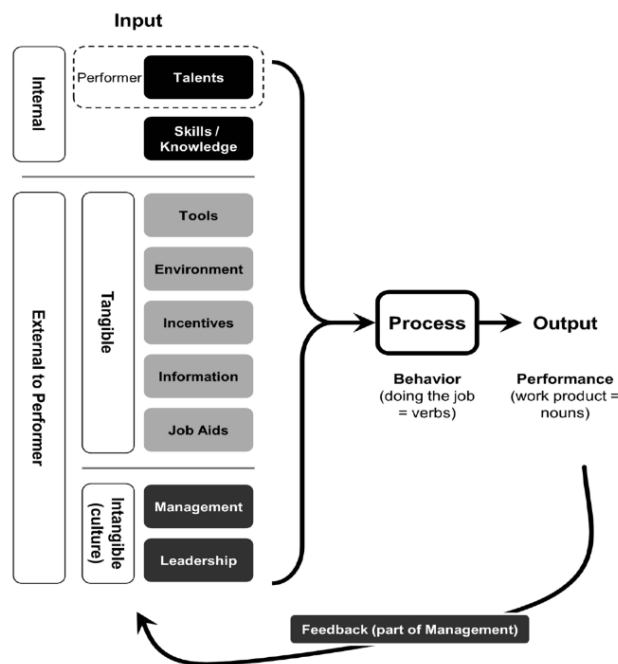 Input
Internal
Performer
Talents
Skills /
Knowledge
External to Performer
Tangible
Tools
Environment
Incentives
Information
Job Aids
Intangible
(culture)
Management
Leadership
Process
Output
Behavior
(doing the job
= verbs)
Performance
(work product =
nouns)
Feedback (part of Management)